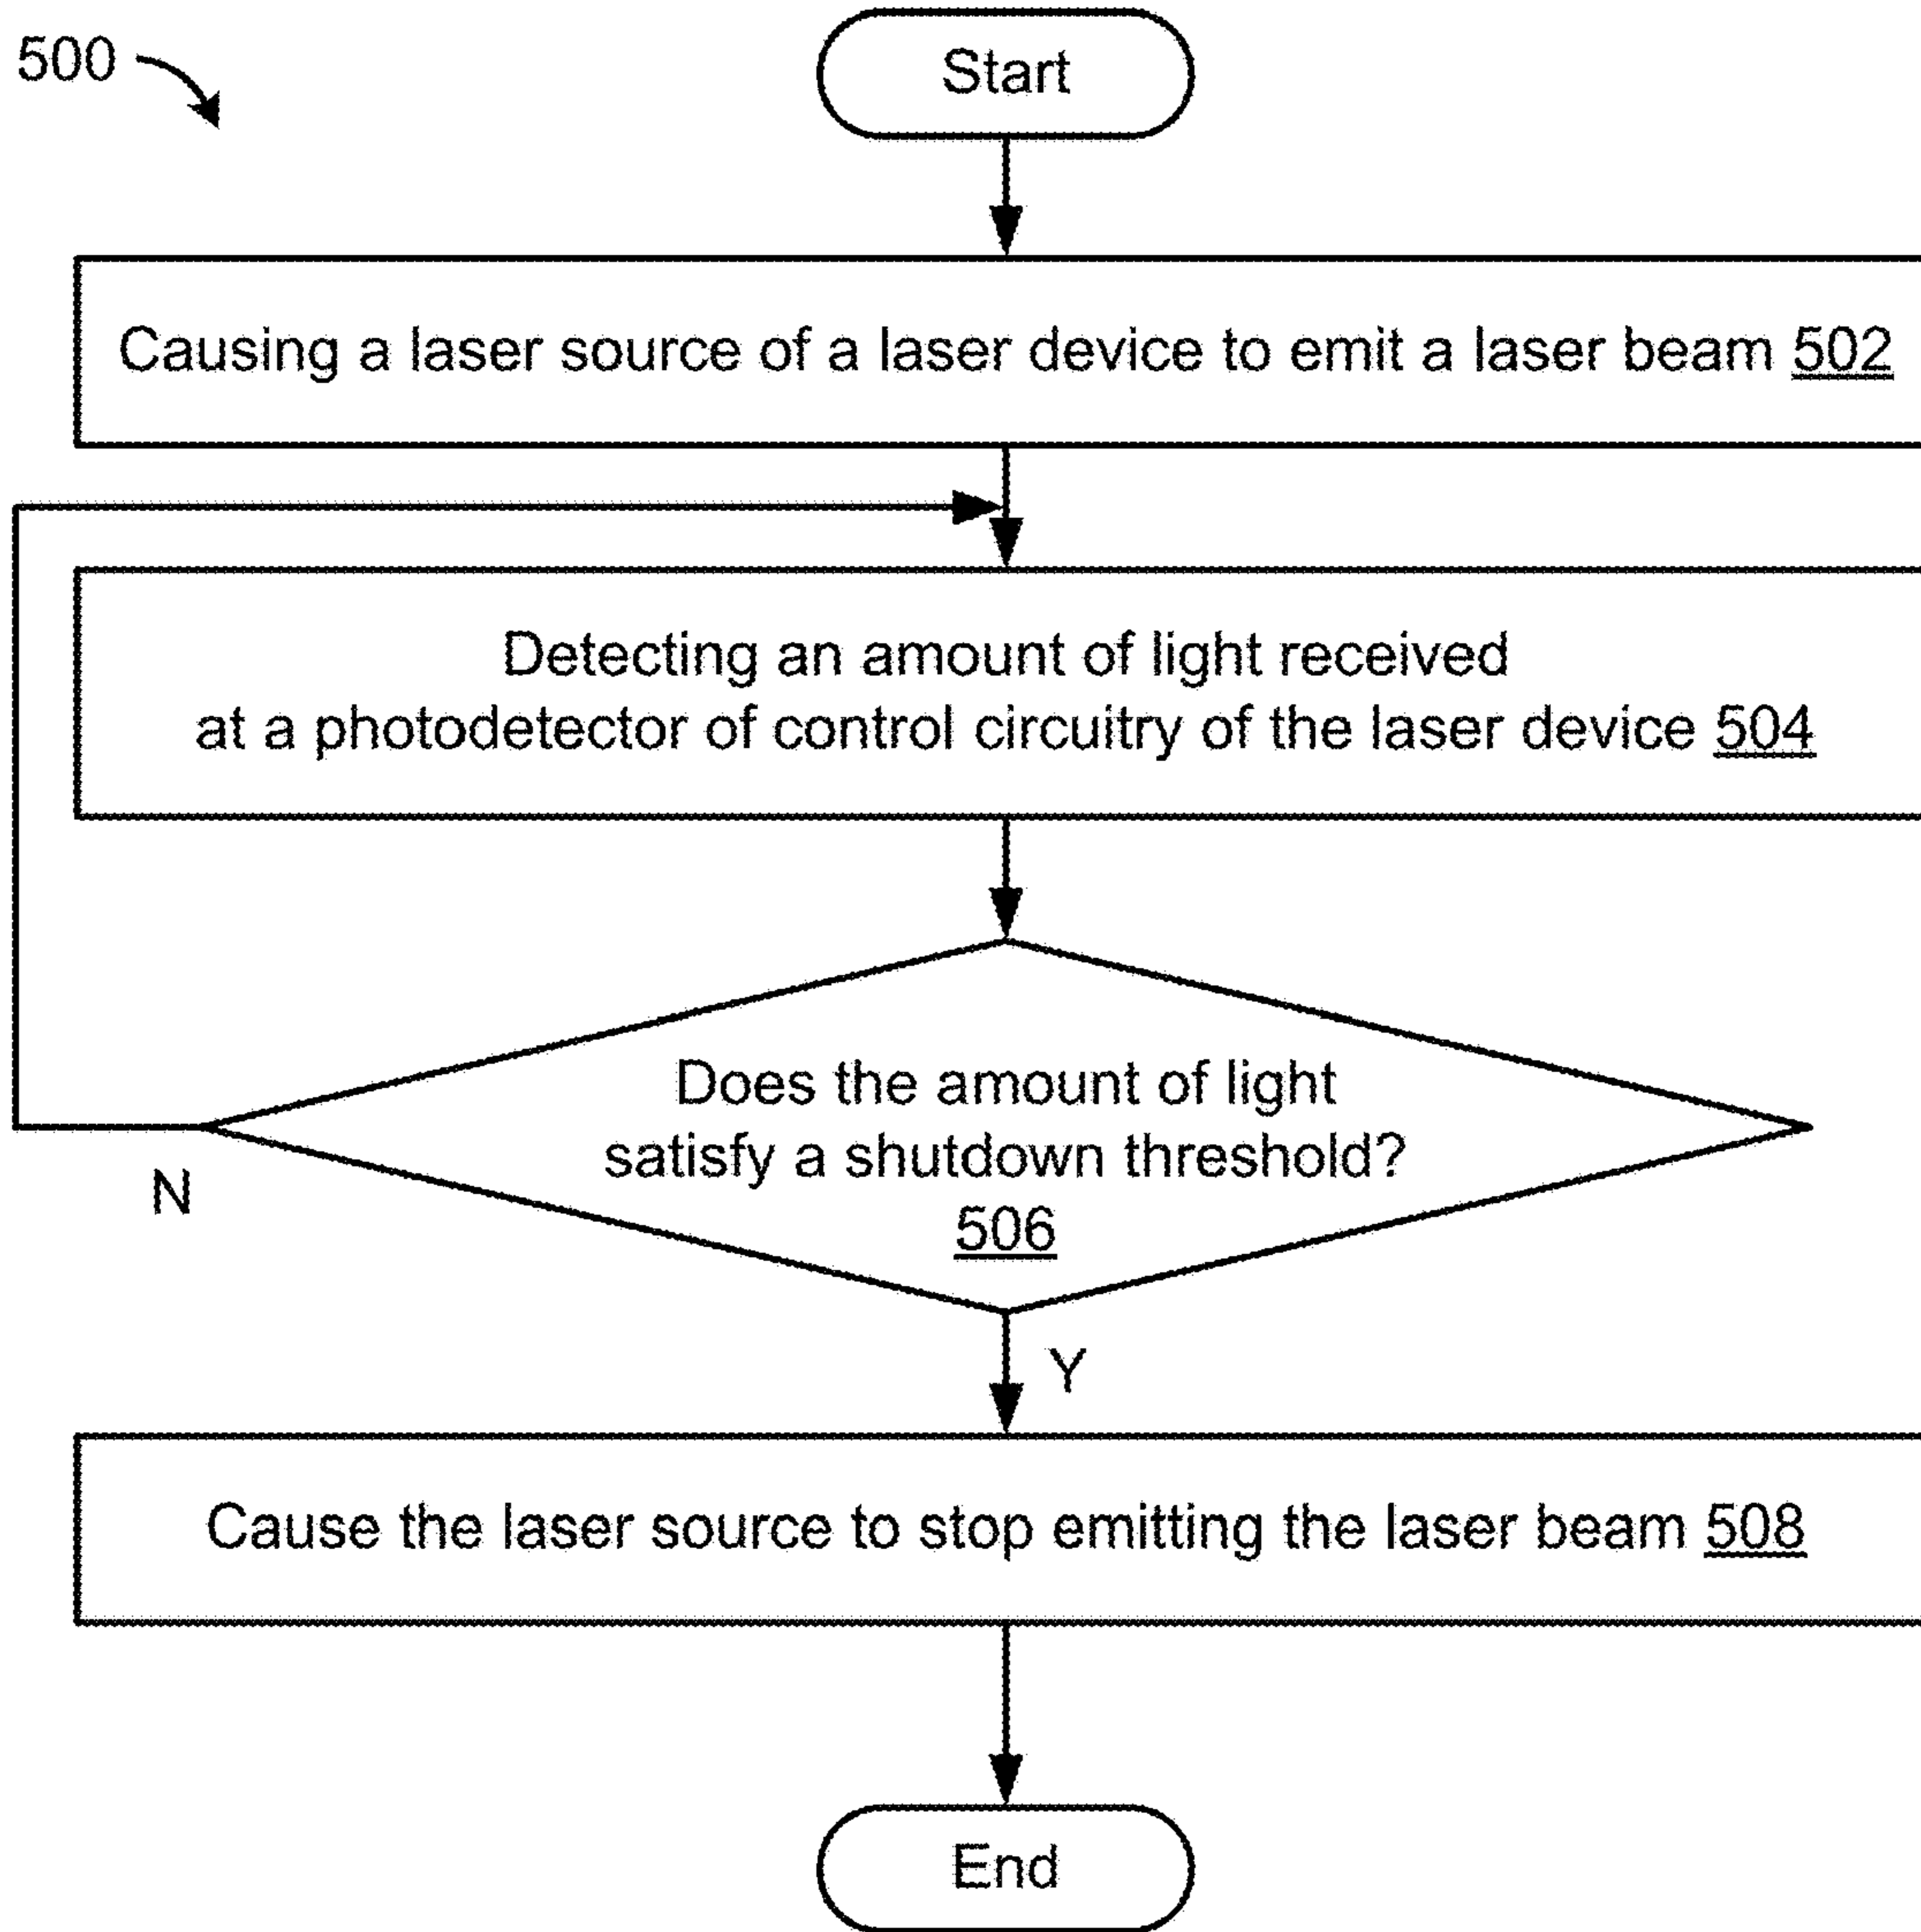 500
Start
Causing a laser source of a laser device to emit a laser beam 502
Detecting an amount of light received
at a photodetector of control circuitry of the laser device 504
Does the amount of light
satisfy a shutdown threshold?
506
N
Y
Cause the laser source to stop emitting the laser beam 508
End